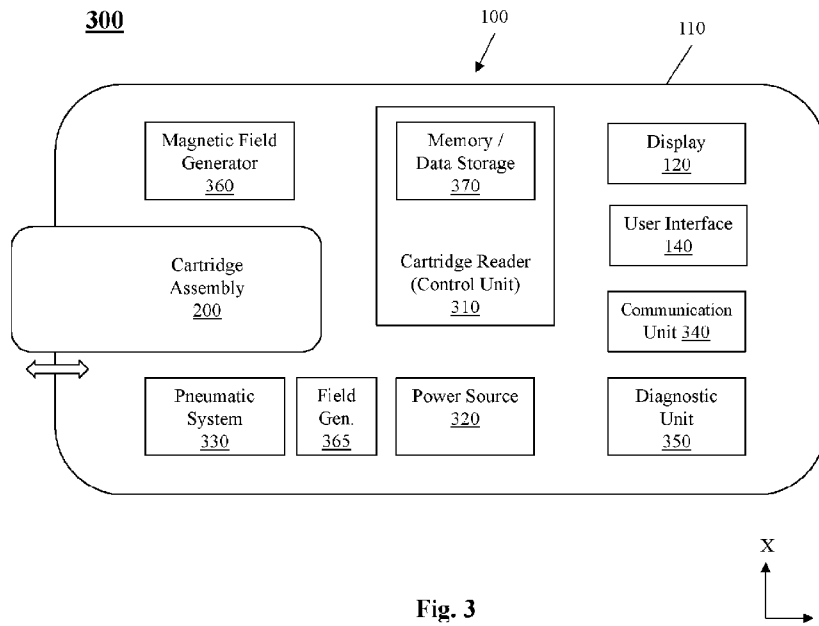 300
100
110
Magnetic Field
Generator
360
Memory /
Data Storage
370
Display
120
User Interface
140
Cartridge
Assembly
200
Cartridge Reader
(Control Unit)
310
Communication
Unit 340
Pneumatic
System
330
Field
Gen.
365
Power Source
320
Diagnostic
Unit
350
X
Fig. 3